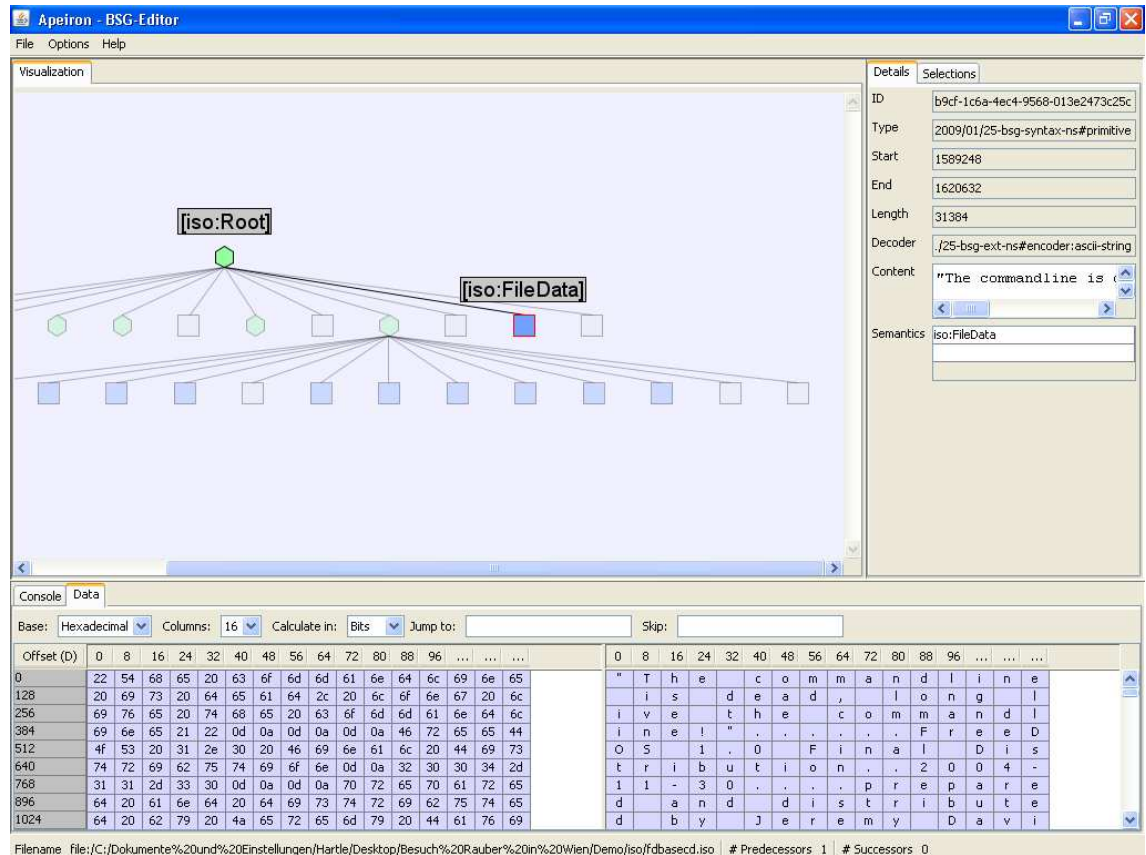 Apeiron - BSG-Editor
File Options Help
Visualization
[iso:Root]
[iso:FileData]
Details Selections
ID b9cf-1c6a-4ec4-9568-013e2473c25c
Type 2009/01/25-bsg-syntax-ns#primitive
Start 1589248
End 1620632
Length 31384
Decoder ./25-bsg-ext-ns#encoder:ascii-string
Content "The commandline is
Semantics iso:FileData
Console Data
Base: Hexadecimal Columns: 16 Calculate in: Bits Jump to: Skip:
Offset (D) 0 8 16 24 32 40 48 56 64 72 80 88 96 ... ... ... 0 8 16 24 32 40 48 56 64 72 80 88 96 ... ... ...
0 22 54 68 65 20 63 6f 6d 6d 61 6e 64 6c 69 6e 65 " T h e c o m m a n d l i n e
128 20 69 73 20 64 65 61 64 2c 20 6c 6f 6e 67 20 6c i s d e a d , l o n g l
256 69 76 65 20 74 68 65 20 63 6f 6d 6d 61 6e 64 6c i v e t h e c o m m a n d l
384 69 6e 65 21 22 0d 0a 0d 0a 0d 0a 46 72 65 65 44 i n e ! " . . . . . . F r e e D
512 4f 53 20 31 2e 30 20 46 69 6e 61 6c 20 44 69 73 O S 1 . 0 F i n a l D i s
640 74 72 69 62 75 74 69 6f 6e 0d 0a 32 30 30 34 2d t r i b u t i o n . . 2 0 0 4 -
768 31 31 2d 33 30 0d 0a 0d 0a 70 72 65 70 61 72 65 1 1 - 3 0 . . . . p r e p a r e
896 64 20 61 6e 64 20 64 69 73 74 72 69 62 75 74 65 d a n d d i s t r i b u t e
1024 64 20 62 79 20 4a 65 72 65 6d 79 20 44 61 76 69 d b y J e r e m y D a v i
Filename file:/C:/Dokumente%20und%20Einstellungen/Hartle/Desktop/Besuch%20Rauber%20in%20Wien/Demo/iso/fdbasecd.iso # Predecessors 1 # Successors 0